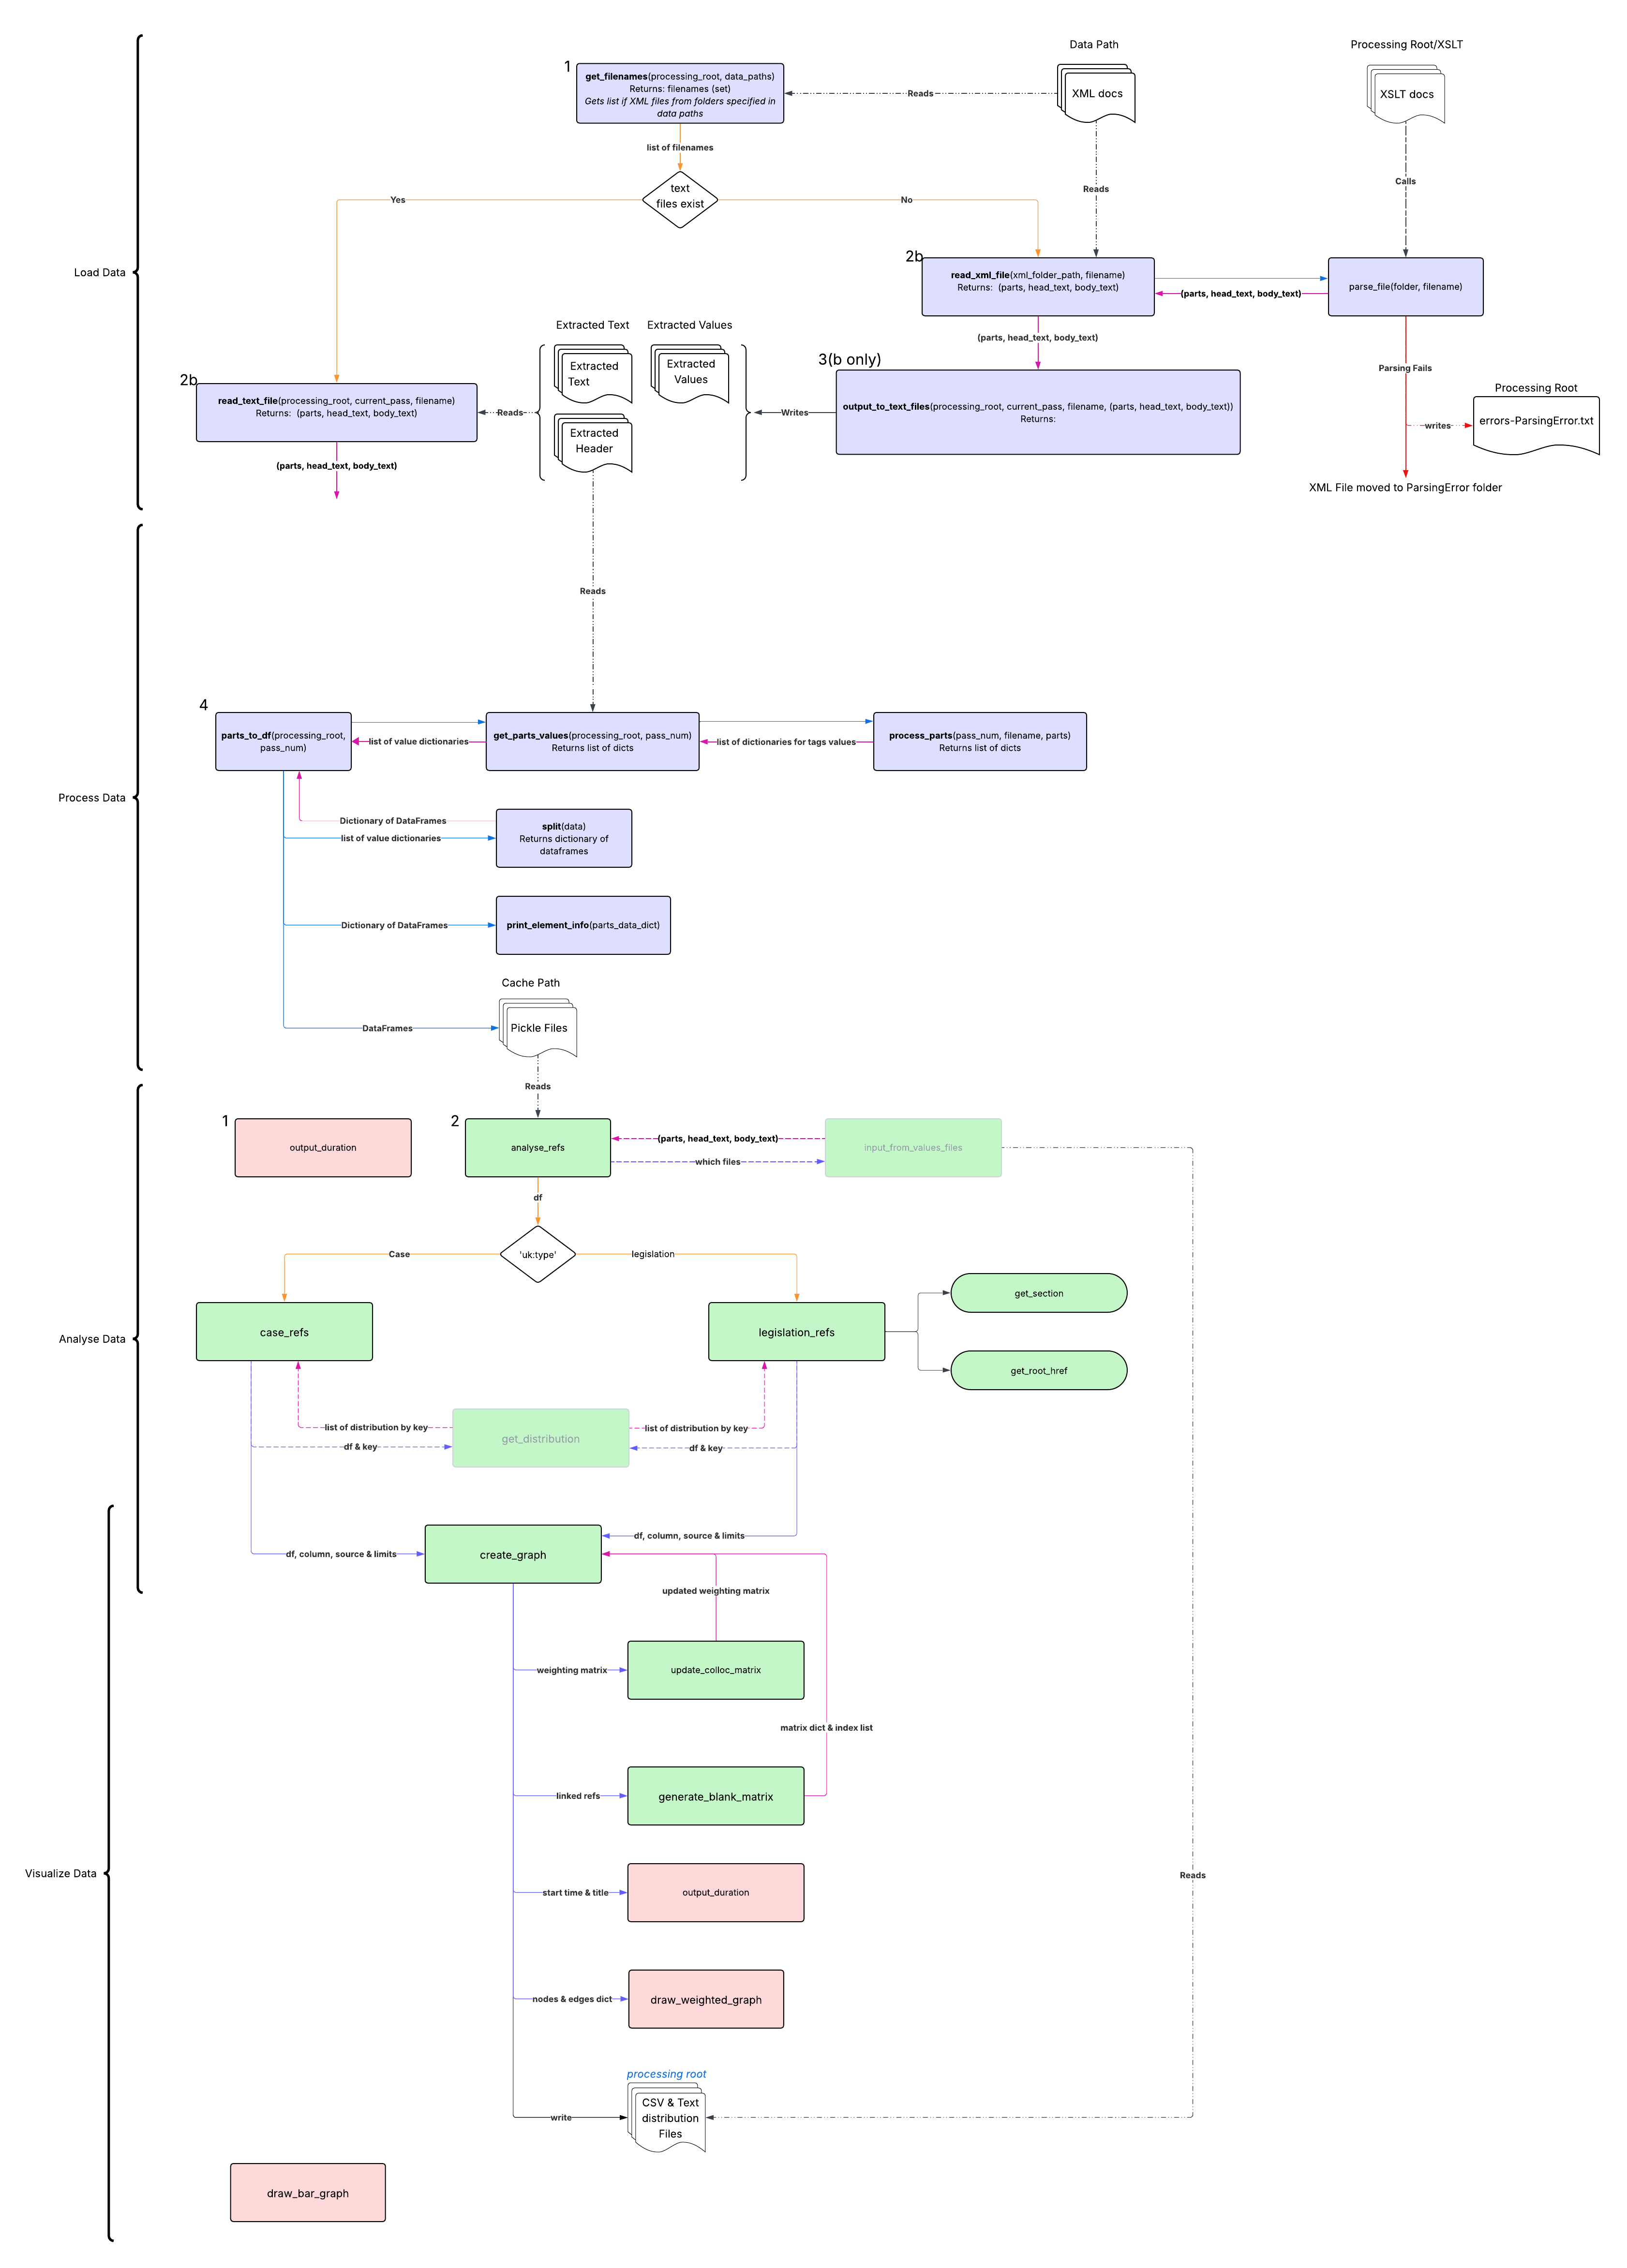 Data Path
Processing Root/XSLT
1
get_filenames(processing_root, data_paths)
Returns: filenames (set)
Gets list if XML files from folders specified in
data paths
Reads
XML docs
XSLT docs
list of filenames
Reads
Calls
text
files exist
Yes
No
2b
read_xml_file(xml_folder_path, filename)
Returns:  (parts, head_text, body_text)
parse_file(folder, filename)
(parts, head_text, body_text)
Load Data
Extracted Text
Extracted Values
(parts, head_text, body_text)
3(b only)
Extracted
Text
Extracted
Values
Parsing Fails
2b
read_text_file(processing_root, current_pass, filename)
Returns:  (parts, head_text, body_text)
Reads
Extracted
Header
Writes
output_to_text_files(processing_root, current_pass, filename, (parts, head_text, body_text))
Returns:
Processing Root
errors-ParsingError.txt
writes
(parts, head_text, body_text)
XML File moved to ParsingError folder
Reads
4
parts_to_df(processing_root,
pass_num)
list of value dictionaries
get_parts_values(processing_root, pass_num)
Returns list of dicts
list of dictionaries for tags values
process_parts(pass_num, filename, parts)
Returns list of dicts
Process Data
Dictionary of DataFrames
list of value dictionaries
split(data)
Returns dictionary of
dataframes
Dictionary of DataFrames
print_element_info(parts_data_dict)
Cache Path
DataFrames
Pickle Files
Reads
1
output_duration
2
analyse_refs
(parts, head_text, body_text)
which files
input_from_values_files
df
'uk:type'
Case
legislation
get_section
Analyse Data
case_refs
legislation_refs
get_root_href
list of distribution by key
df & key
get_distribution
list of distribution by key
df & key
df, column, source & limits
create_graph
df, column, source & limits
updated weighting matrix
weighting matrix
update_colloc_matrix
matrix dict & index list
linked refs
generate_blank_matrix
Visualize Data
Reads
start time & title
output_duration
nodes & edges dict
draw_weighted_graph
processing root
CSV & Text
distribution
Files
write
draw_bar_graph